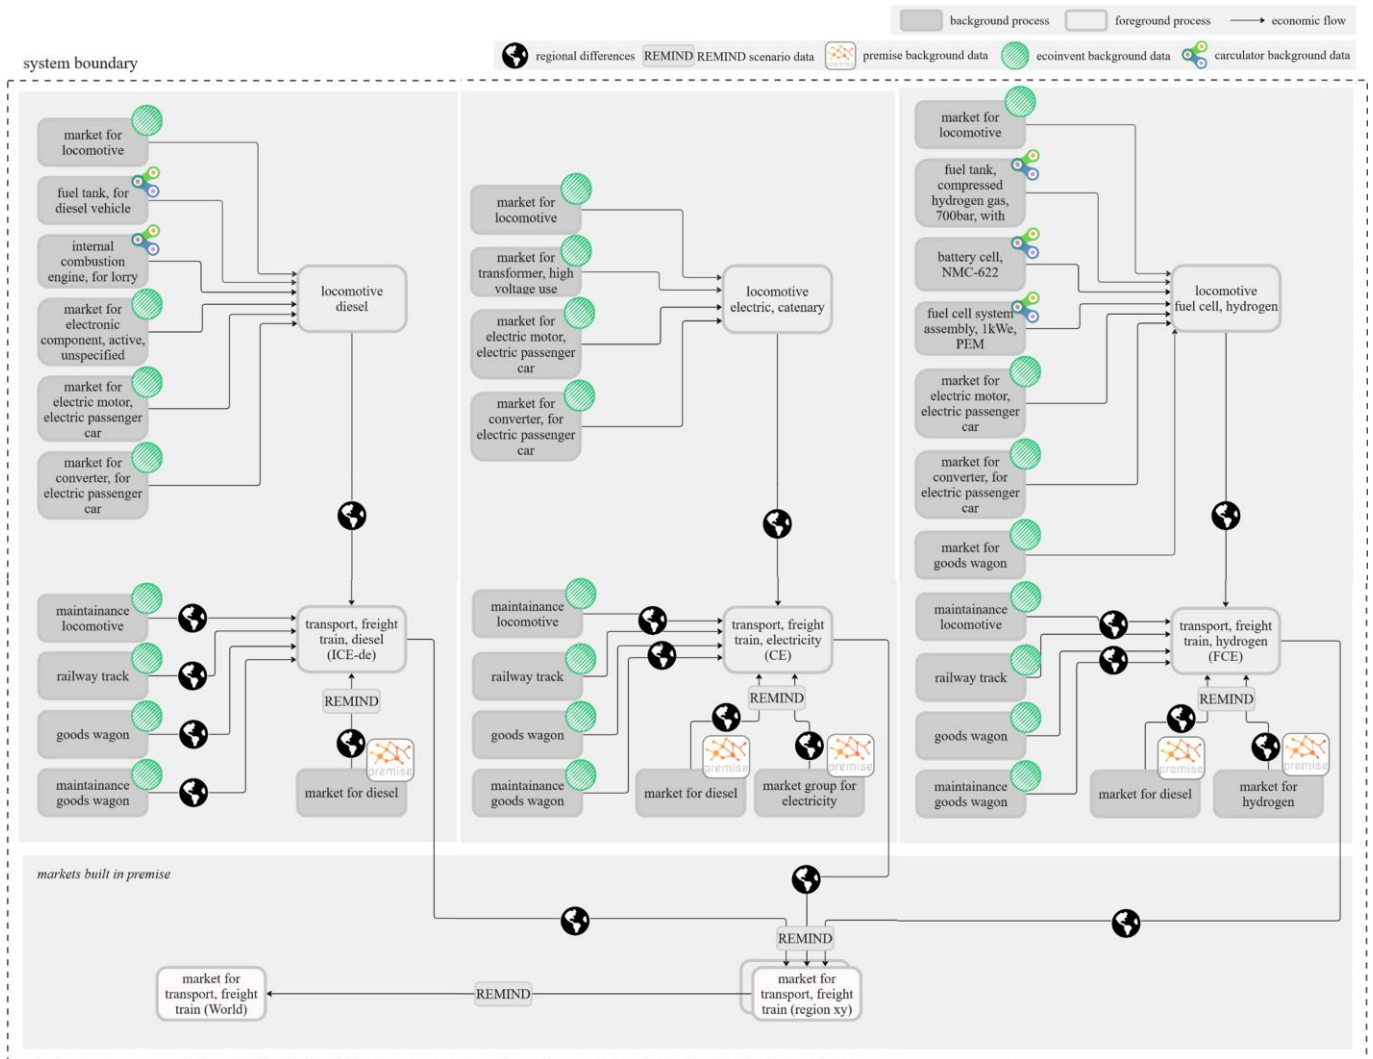 background process
foreground process
economic flow
regional differences
REMIND
REMIND scenario data
premise
premise background data
ecoinvent background data
carculator background data
system boundary
market for
locomotive
fuel tank, for
diesel vehicle
internal
combustion
engine, for lorry
market for
electronic
component, active,
unspecified
market for
electric motor,
electric passenger
car
market for
converter, for
electric passenger
car
locomotive
diesel
maintainance
locomotive
railway track
goods wagon
maintainance
goods wagon
transport, freight
train, diesel
(ICE-de)
REMIND
premise
market for diesel
market for
locomotive
market for
transformer, high
voltage use
market for
electric motor,
electric passenger
car
market for
converter, for
electric passenger
car
locomotive
electric, catenary
maintainance
locomotive
railway track
goods wagon
maintainance
goods wagon
transport, freight
train, electricity
(CE)
REMIND
premise
market for diesel
premise
market group for
electricity
market for
locomotive
fuel tank,
compressed
hydrogen gas,
700bar, with
battery cell,
NMC-622
fuel cell system
assembly, 1kWe,
PEM
market for
electric motor,
electric passenger
car
market for
converter, for
electric passenger
car
market for
goods wagon
locomotive
fuel cell, hydrogen
maintainance
locomotive
railway track
goods wagon
maintainance
goods wagon
transport, freight
train, hydrogen
(FCE)
REMIND
premise
market for diesel
premise
market for
hydrogen
markets built in premise
REMIND
market for
transport, freight
train (region xy)
REMIND
market for
transport, freight
train (World)